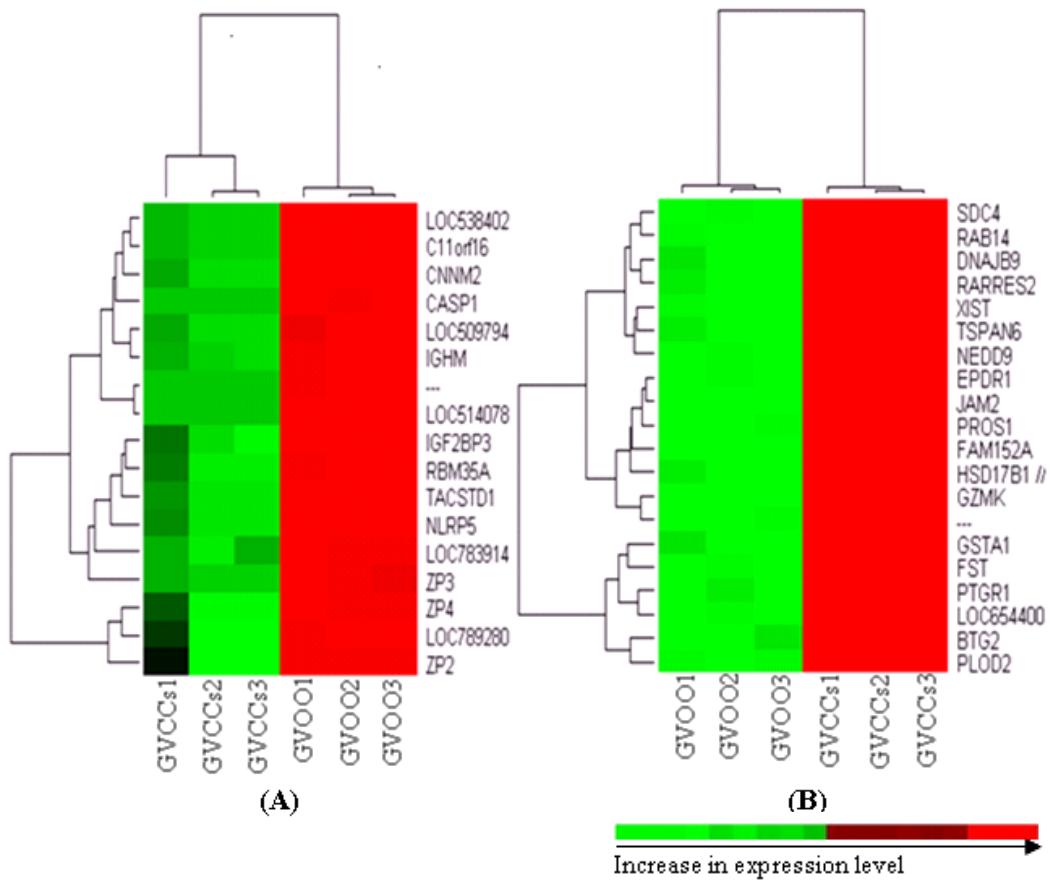 LOC538402
C11orf16
CNNM2
CASP1
LOC509794
IGHM
---
LOC514078
IGF2BP3
RBM35A
TACSTD1
NLRP5
LOC783914
ZP3
ZP4
LOC789280
ZP2
GVCCs1
GVCCs2
GVCCs3
GVOO1
GVOO2
GVOO3
(A)
SDC4
RAB14
DNAJB9
RARRES2
XIST
TSPAN6
NEDD9
EPDR1
JAM2
PROS1
FAM152A
HSD17B1 //
GZMK
---
GSTA1
FST
PTGR1
LOC654400
BTG2
PLOD2
GVOO1
GVOO2
GVOO3
GVCCs1
GVCCs2
GVCCs3
(B)
Increase in expression level